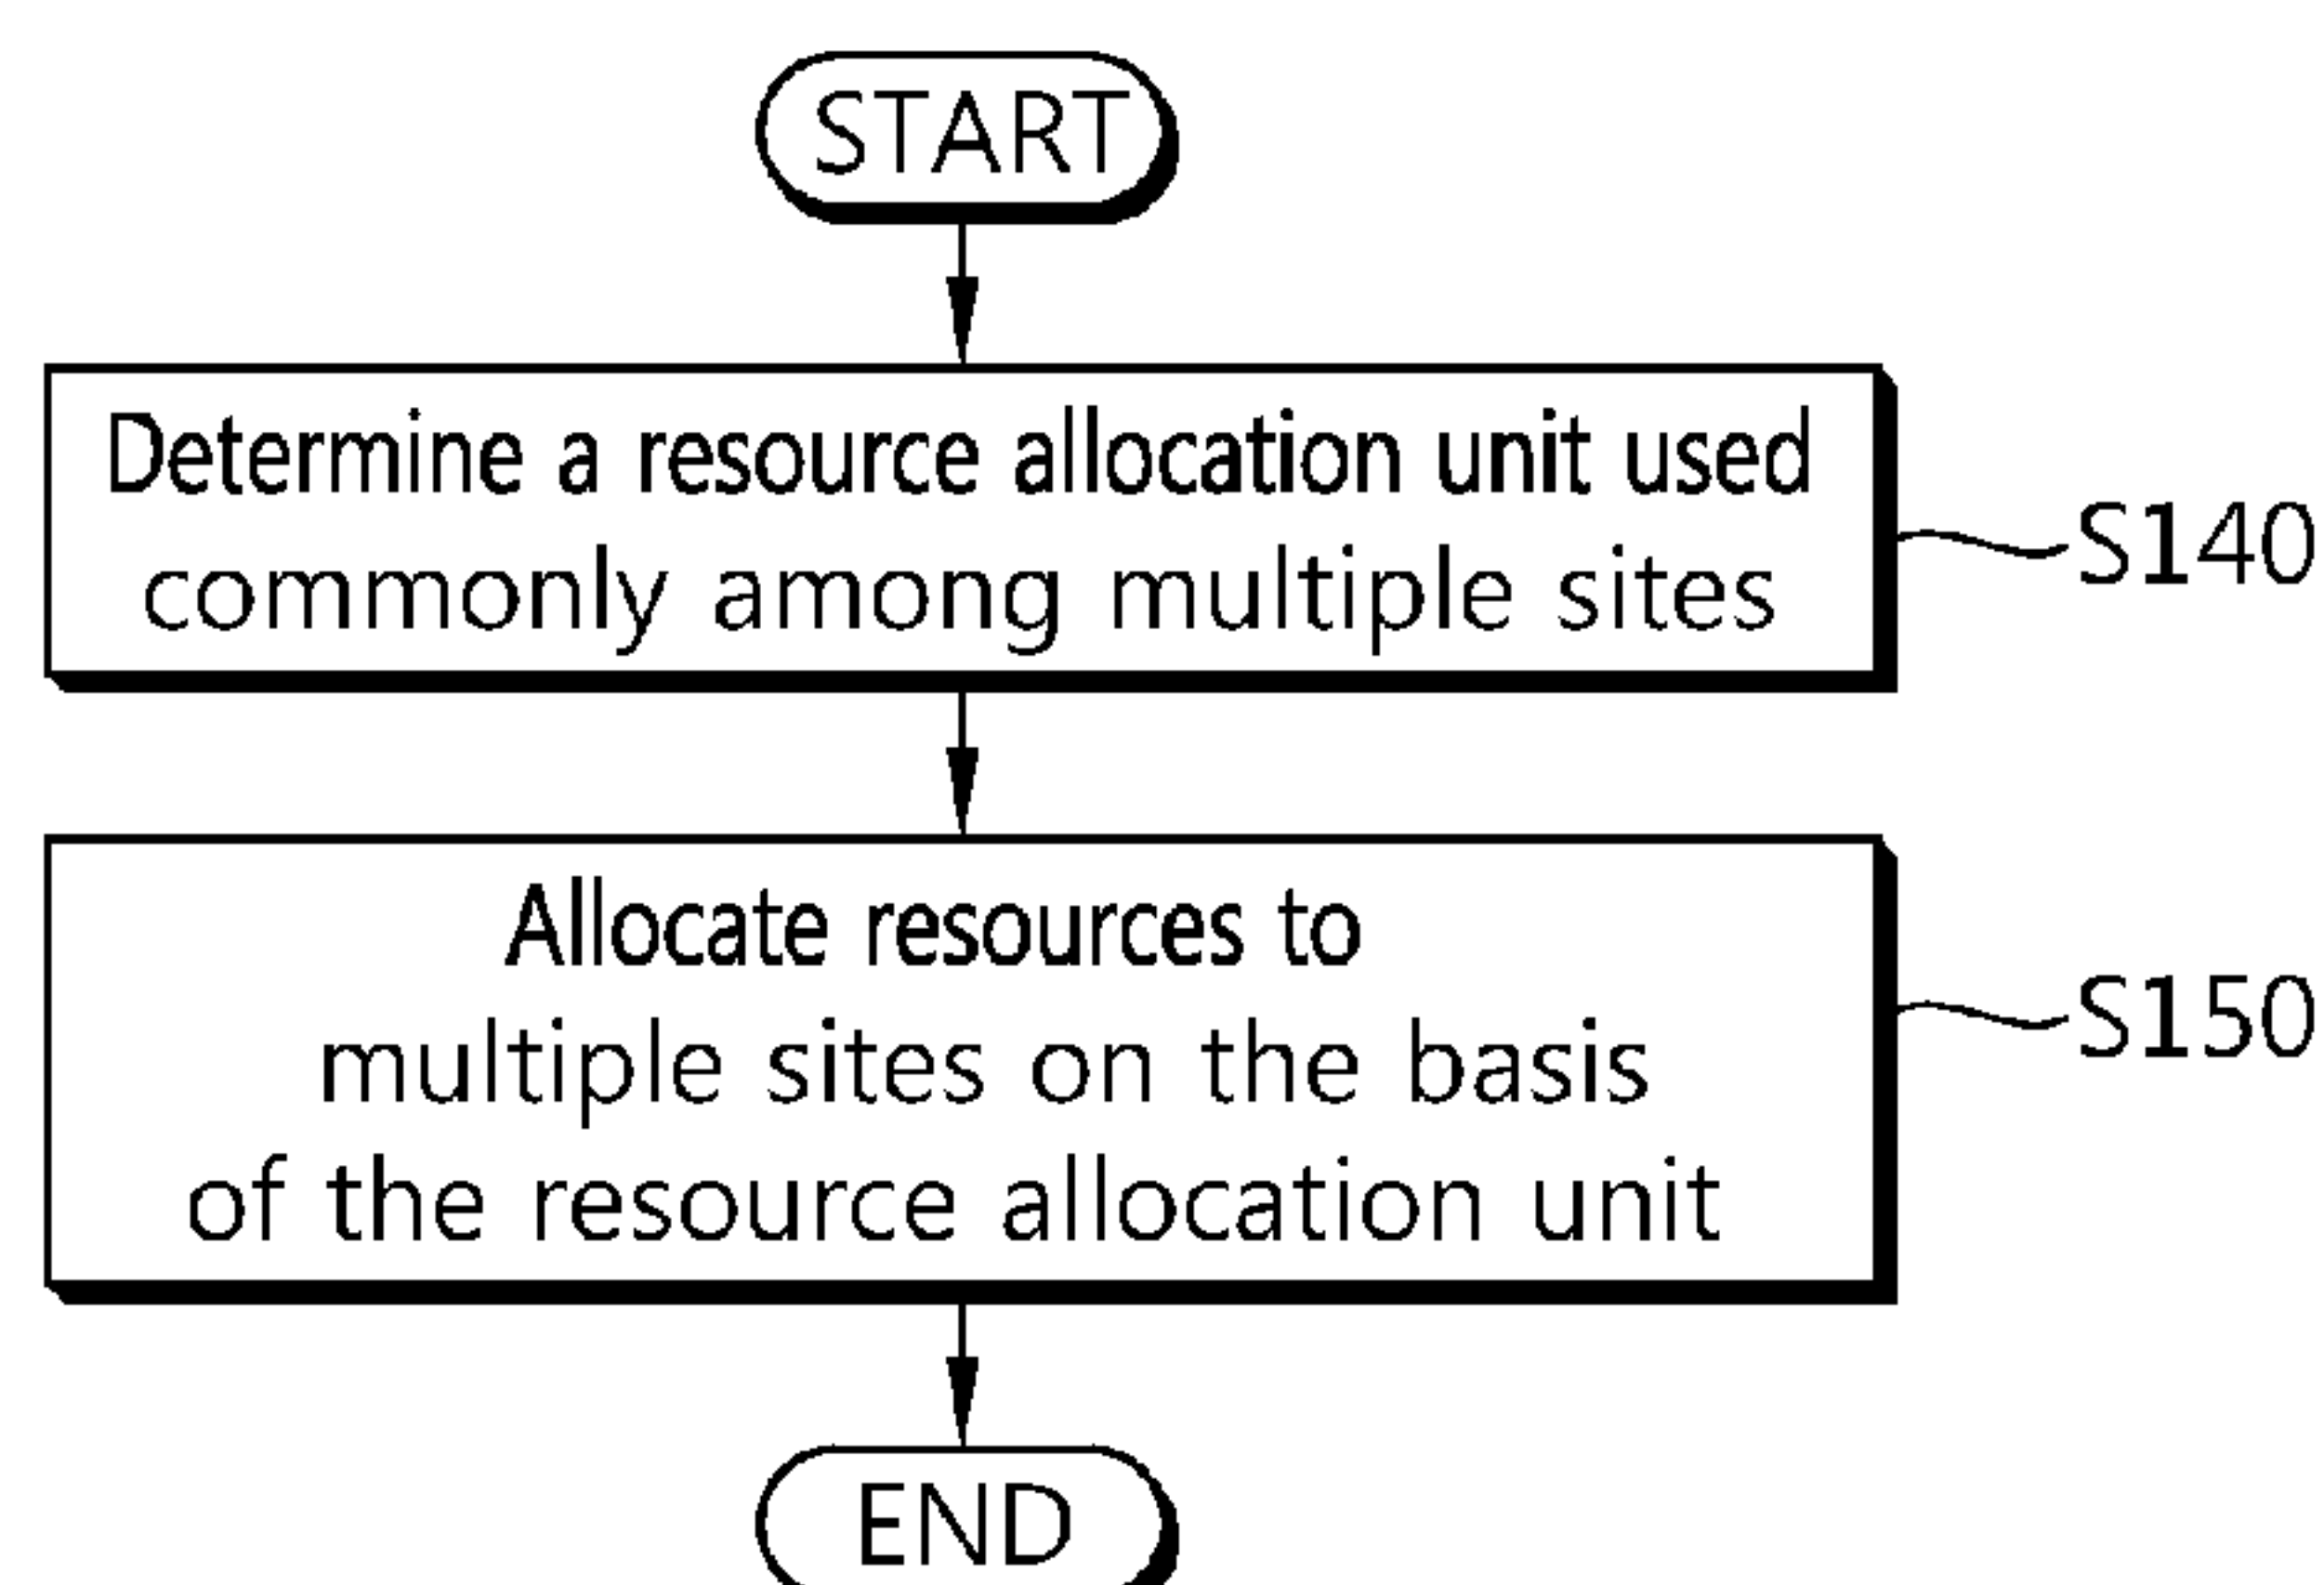 START
Determine a resource allocation unit used
commonly among multiple sites
S140
Allocate resources to
multiple sites on the basis
of the resource allocation unit
S150
END